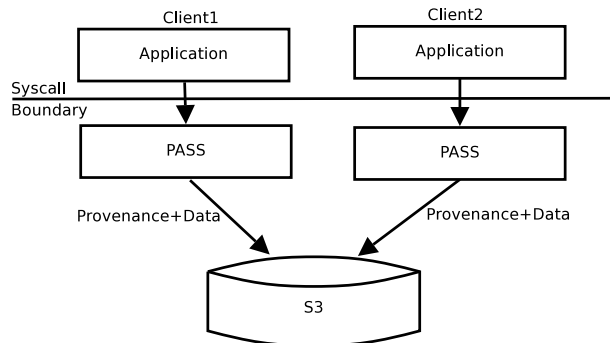 Client1
Client2
Application
Application
Syscall
Boundary
PASS
PASS
Provenance+Data
Provenance+Data
S3